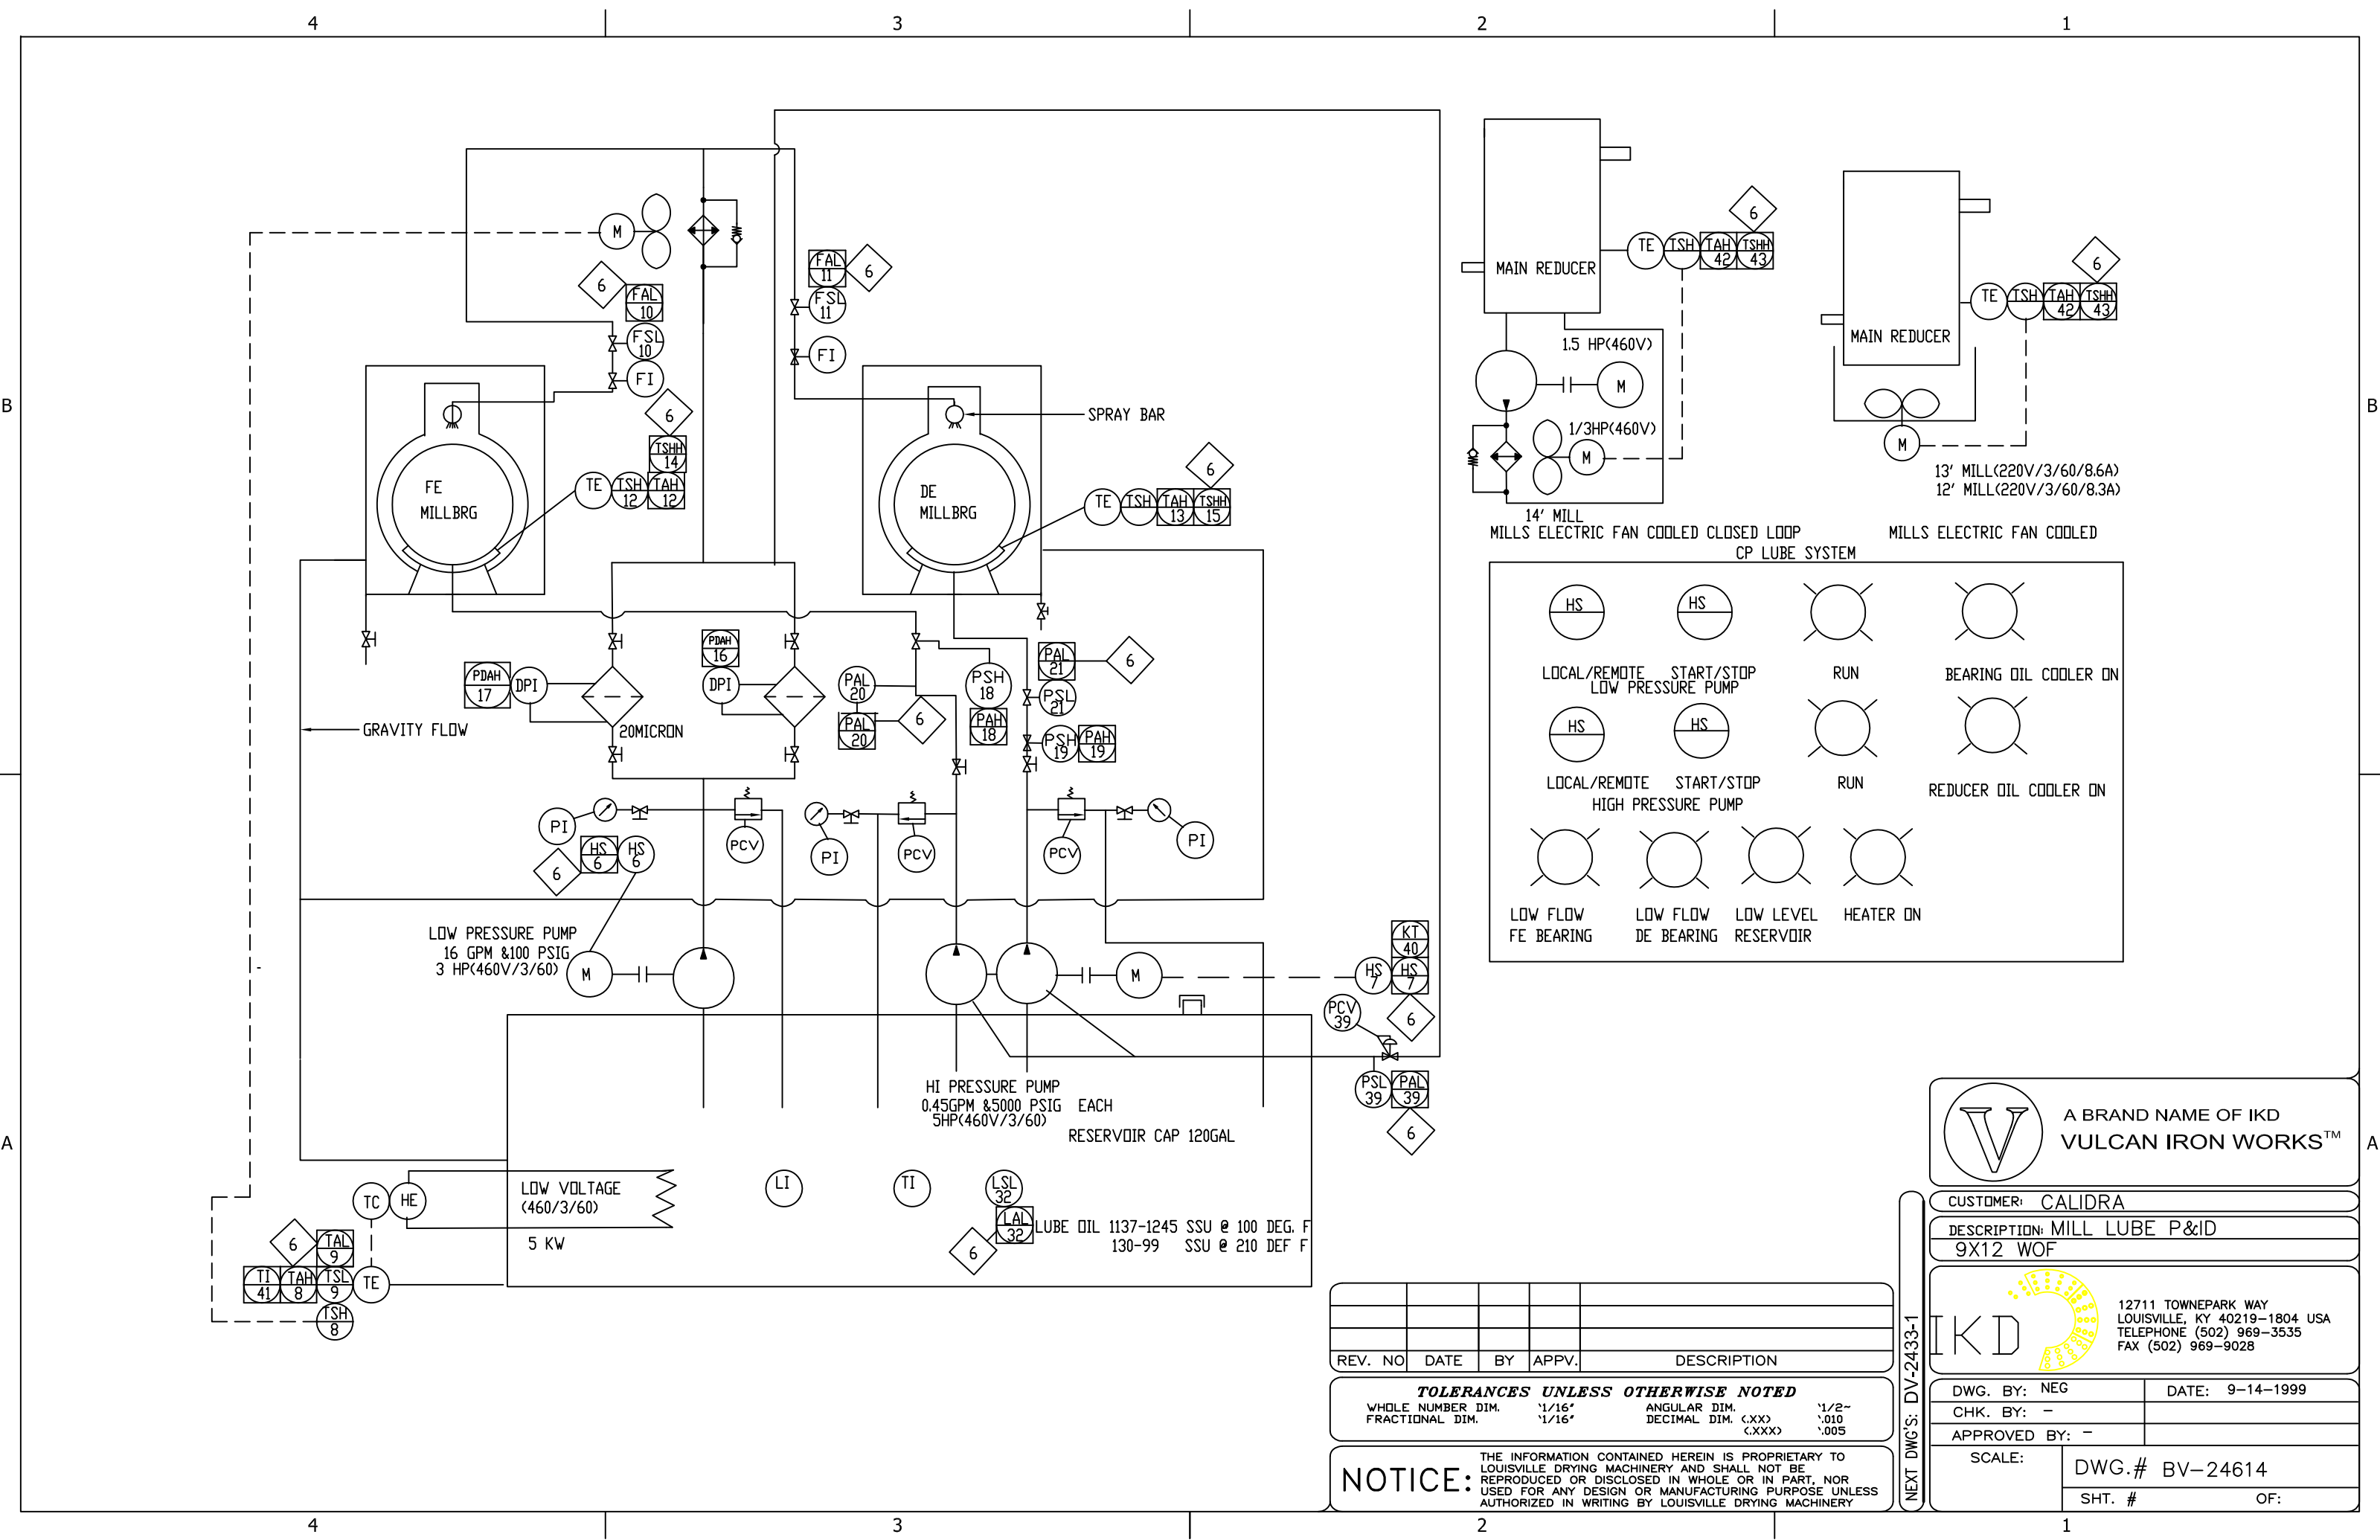 4 3 2 1
B B
A A
M
6
FAL 10
FSL 10
FI
FAL 11
6
FSL 11
FI
6
TSHH 14
TE TSH 12 TAH 12
FE
MILLBRG
SPRAY BAR
DE
MILLBRG
6
TE TSH TAH 13 TSHH 15
MAIN REDUCER
6
TE TSH TAH 42 TSHH 43
1.5 HP(460V)
M
1/3HP(460V)
M
14' MILL
MILLS ELECTRIC FAN COOLED CLOSED LOOP
MAIN REDUCER
6
TE TSH TAH 42 TSHH 43
M
13' MILL(220V/3/60/8.6A)
12' MILL(220V/3/60/8.3A)
MILLS ELECTRIC FAN COOLED
CP LUBE SYSTEM
HS HS
LOCAL/REMOTE START/STOP RUN BEARING OIL COOLER ON
LOW PRESSURE PUMP
HS HS
LOCAL/REMOTE START/STOP RUN REDUCER OIL COOLER ON
HIGH PRESSURE PUMP
LOW FLOW LOW FLOW LOW LEVEL HEATER ON
FE BEARING DE BEARING RESERVOIR
PDAH 17 DPI
PDAH 16
DPI
GRAVITY FLOW
20MICRON
PAL 20
PAL 20
6
PSH 18
PAH 18
PAL 21
6
PSL 21
PSH 19 PAH 19
PI
PCV
PI
PCV
PCV
PI
HS 6 HS 6
6
LOW PRESSURE PUMP
16 GPM &100 PSIG
3 HP(460V/3/60)
M
M
KT 40
HS 7 HS 7
6
PCV 39
PSL 39 PAL 39
6
HI PRESSURE PUMP
0.45GPM &5000 PSIG EACH
5HP(460V/3/60)
RESERVOIR CAP 120GAL
TC HE
LOW VOLTAGE
(460/3/60)
5 KW
LI TI LSL 32
LAL 32
6
LUBE OIL 1137-1245 SSU @ 100 DEG. F
130-99 SSU @ 210 DEF F
6
TAL 9
TI 41 TAH 8 TSL 9 TE
TSH 8
A BRAND NAME OF IKD
VULCAN IRON WORKS™
V
CUSTOMER: CALIDRA
DESCRIPTION: MILL LUBE P&ID
9X12 WOF
IKD
12711 TOWNEPARK WAY
LOUISVILLE, KY 40219-1804 USA
TELEPHONE (502) 969-3535
FAX (502) 969-9028
DWG. BY: NEG DATE: 9-14-1999
CHK. BY: -
APPROVED BY: -
SCALE:
DWG.# BV-24614
SHT. # OF:
NEXT DWG'S: DV-2433-1
REV. NO DATE BY APPV. DESCRIPTION
TOLERANCES UNLESS OTHERWISE NOTED
WHOLE NUMBER DIM. `1/16" ANGULAR DIM. `1/2~
FRACTIONAL DIM. `1/16" DECIMAL DIM. (.XX) `.010
(.XXX) `.005
NOTICE:
THE INFORMATION CONTAINED HEREIN IS PROPRIETARY TO
LOUISVILLE DRYING MACHINERY AND SHALL NOT BE
REPRODUCED OR DISCLOSED IN WHOLE OR IN PART, NOR
USED FOR ANY DESIGN OR MANUFACTURING PURPOSE UNLESS
AUTHORIZED IN WRITING BY LOUISVILLE DRYING MACHINERY
4 3 2 1